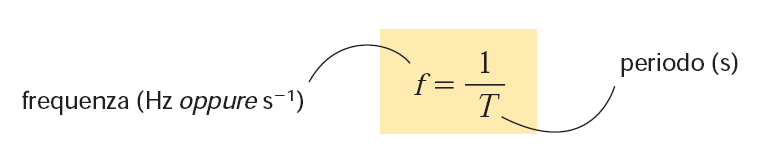 frequenza (Hz oppure s⁻¹)
f = 1/T
periodo (s)